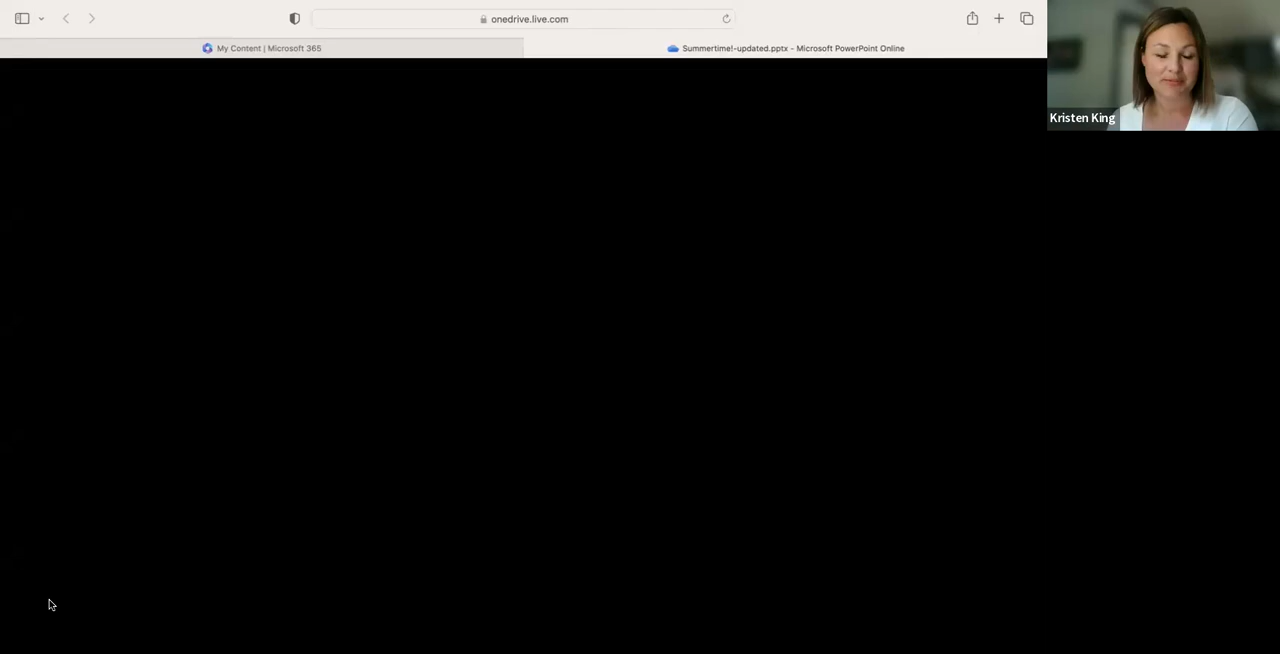 onedrive.live.com
My Content | Microsoft 365
Summertime!-updated.pptx - Microsoft PowerPoint Online
Kristen King